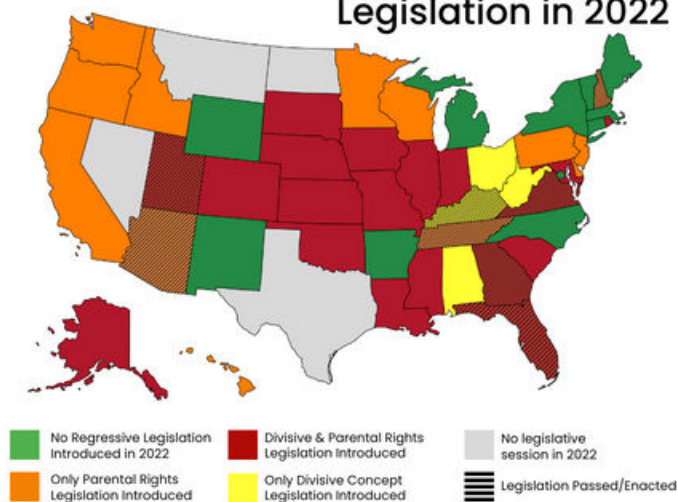 Legislation in 2022
No Regressive Legislation
Introduced in 2022
Divisive & Parental Rights
Legislation Introduced
No legislative
session in 2022
Only Parental Rights
Legislation Introduced
Only Divisive Concept
Legislation Introduced
Legislation Passed/Enacted